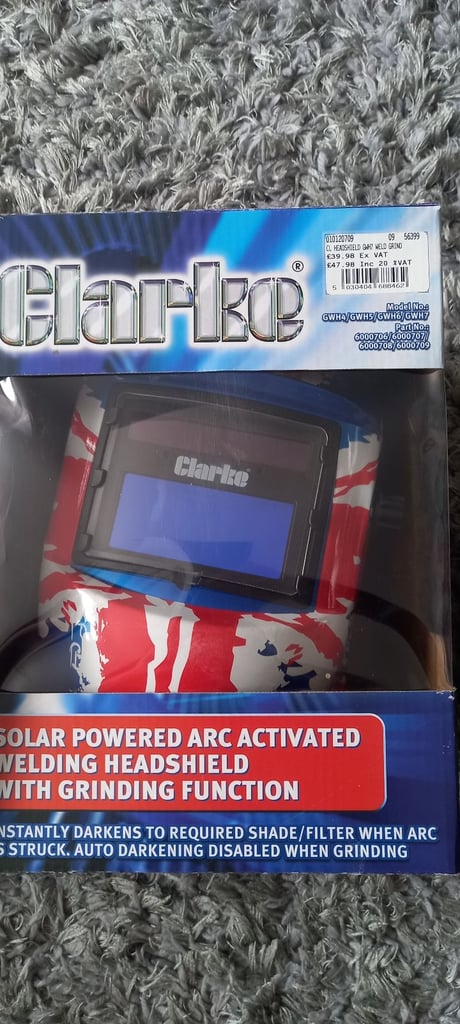 Clarke®
010120709 09 56399
CL HEADSHIELD GWH7 WELD GRIND
£39.98 Ex VAT
£47.98 Inc 20 %VAT
5 030404 688462
Model No.:
GWH4/GWH5/GWH6/GWH7
Part No.:
6000706/6000707/
6000708/6000709
Clarke
SOLAR POWERED ARC ACTIVATED
WELDING HEADSHIELD
WITH GRINDING FUNCTION
INSTANTLY DARKENS TO REQUIRED SHADE/FILTER WHEN ARC
IS STRUCK. AUTO DARKENING DISABLED WHEN GRINDING